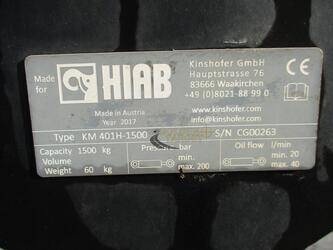 Made for HIAB
Kinshofer GmbH
Hauptstrasse 76
83666 Waakirchen
+49 (0)8021-88 99 0
www.kinshofer.com
info@kinshofer.com
Made in Austria
Year 2017
CE
Type KM 401H-1500 S/N CG00263
Capacity 1500 kg
Volume
Weight 60 kg
Pressure bar
min.
max. 200
Oil flow l/min
min. 20
max. 40